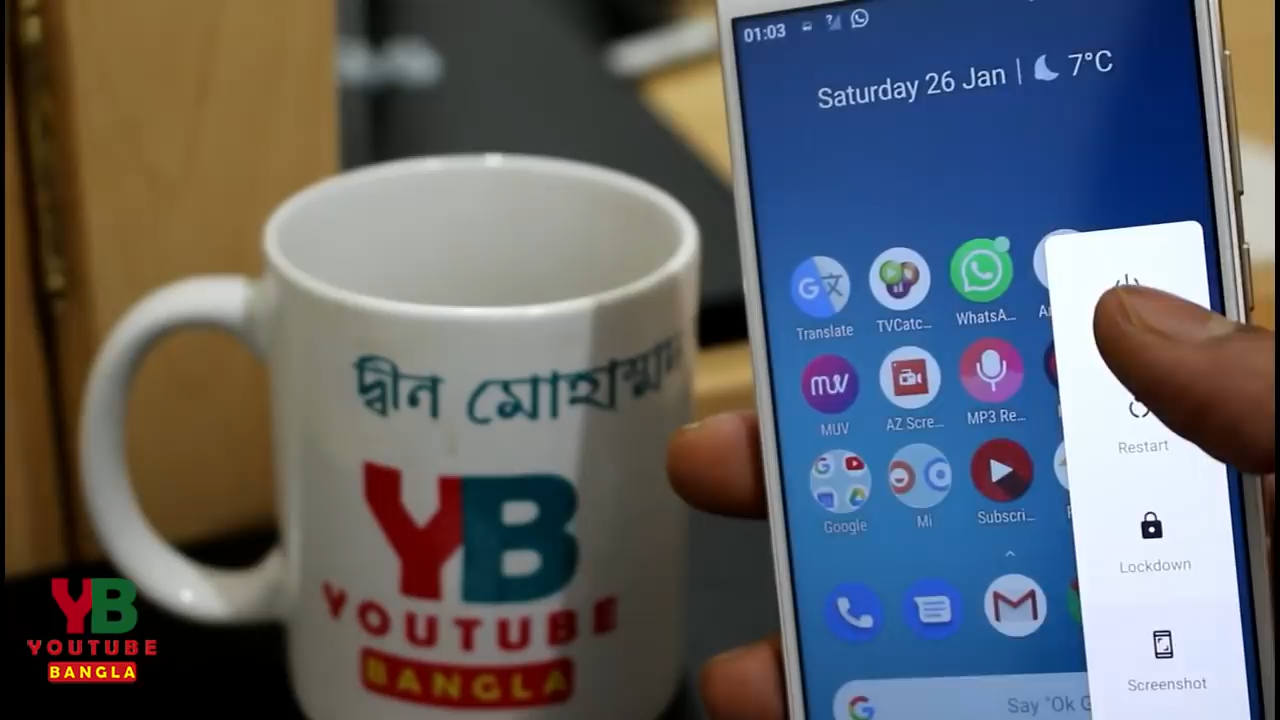 01:03
Saturday 26 Jan | 7°C
Translate
TVCatc...
WhatsA...
MUV
AZ Scre...
MP3 Re...
Google
Mi
Subscri...
Say "Ok G
Restart
Lockdown
Screenshot
দ্বীন মোহাম্মাদ
YB
YOUTUBE
BANGLA
YB
YOUTUBE
BANGLA